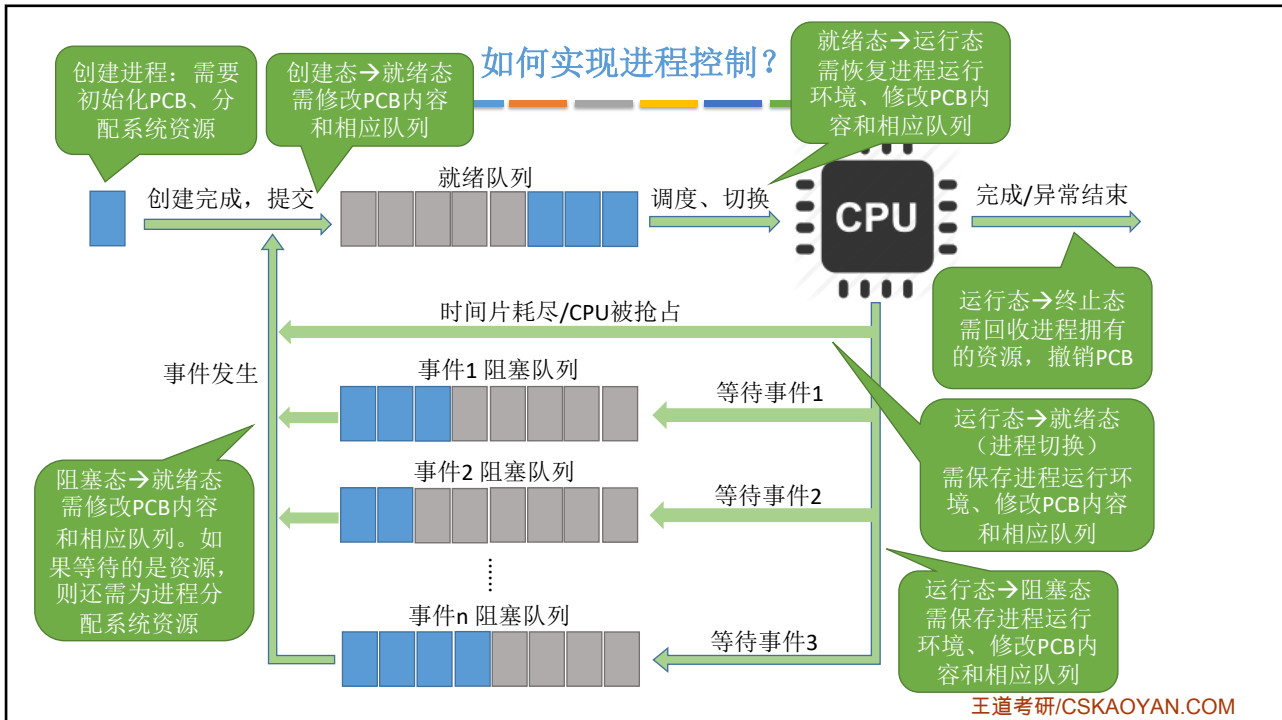 如何实现进程控制？
创建进程：需要
初始化PCB、分
配系统资源
创建态→就绪态
需修改PCB内容
和相应队列
就绪态→运行态
需恢复进程运行
环境、修改PCB内
容和相应队列
创建完成，提交
就绪队列
调度、切换
CPU
完成/异常结束
运行态→终止态
需回收进程拥有
的资源，撤销PCB
时间片耗尽/CPU被抢占
事件发生
事件1 阻塞队列
等待事件1
运行态→就绪态
（进程切换）
需保存进程运行环
境、修改PCB内容
和相应队列
阻塞态→就绪态
需修改PCB内容
和相应队列。如
果等待的是资源，
则还需为进程分
配系统资源
事件2 阻塞队列
等待事件2
……
事件n 阻塞队列
等待事件3
运行态→阻塞态
需保存进程运行
环境、修改PCB内
容和相应队列
王道考研/CSKAOYAN.COM